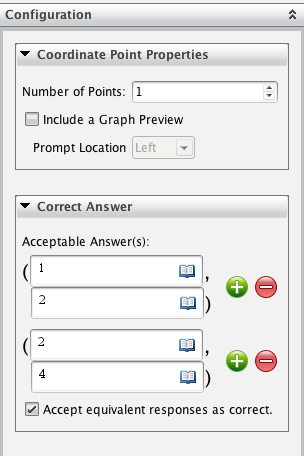 Configuration
Coordinate Point Properties
Number of Points: 1
Include a Graph Preview
Prompt Location Left
Correct Answer
Acceptable Answer(s):
( 1 ,
2 )
( 2 ,
4 )
Accept equivalent responses as correct.